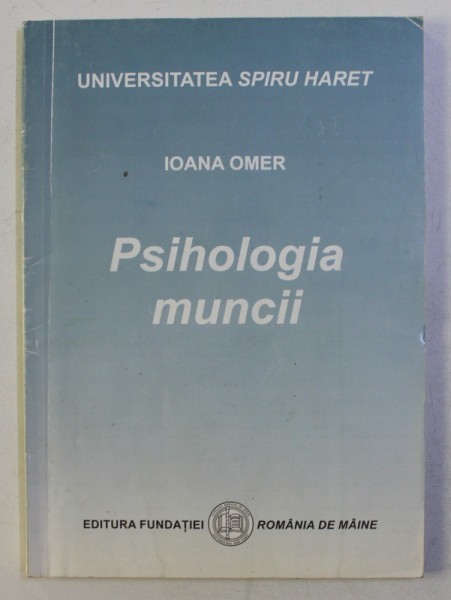 UNIVERSITATEA SPIRU HARET
IOANA OMER
Psihologia
muncii
EDITURA FUNDAȚIEI ROMÂNIA DE MÂINE